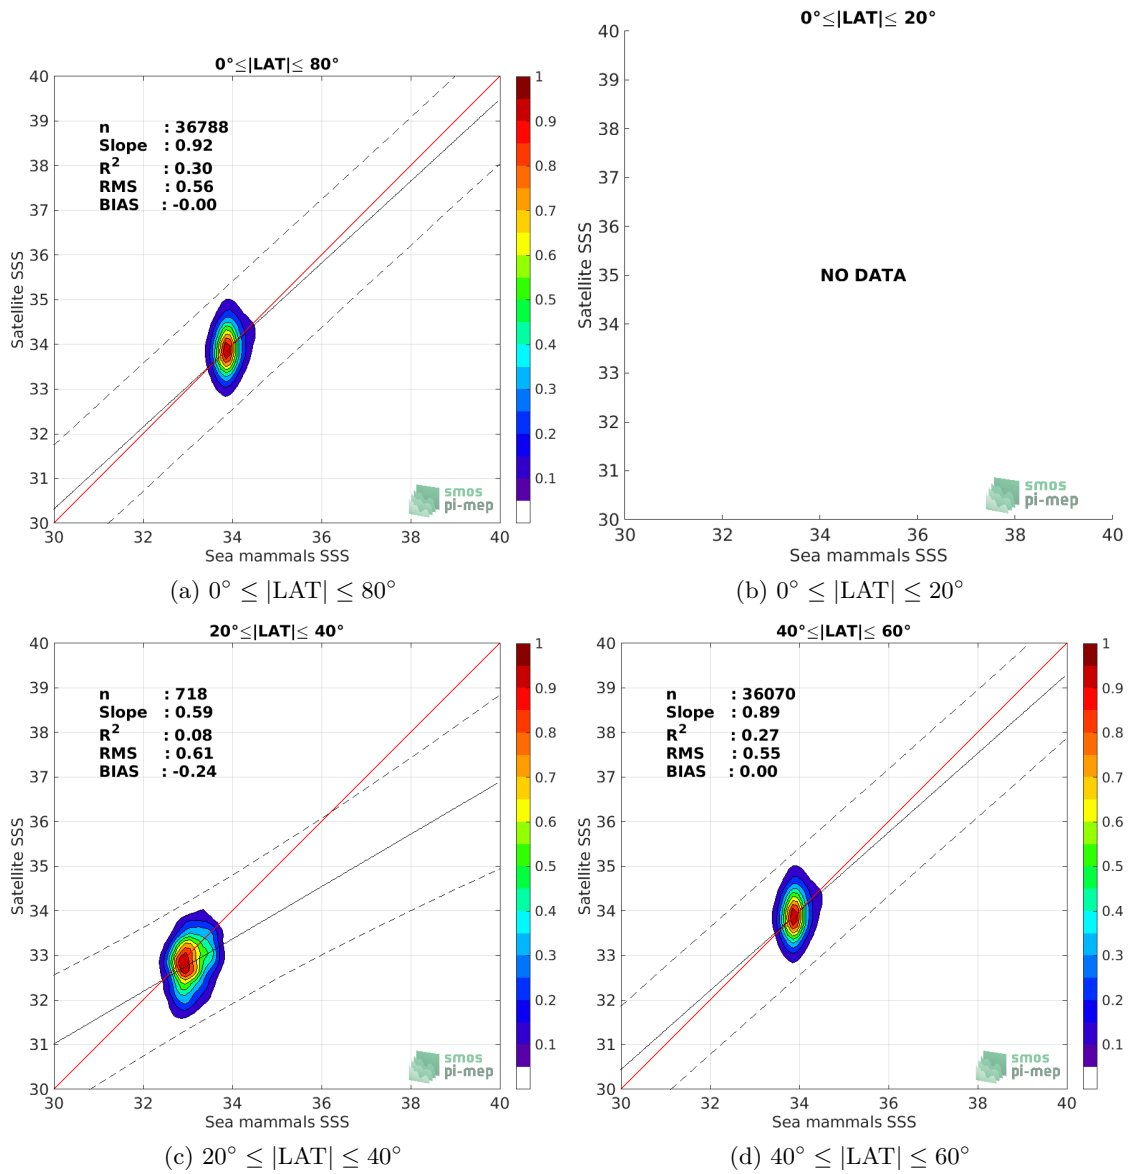 0°≤|LAT|≤ 80°
40
39
38
37
36
35
34
33
32
31
30
Satellite SSS
n : 36788
Slope : 0.92
R² : 0.30
RMS : 0.56
BIAS : -0.00
smos
pi-mep
30 32 34 36 38 40
Sea mammals SSS
1
0.9
0.8
0.7
0.6
0.5
0.4
0.3
0.2
0.1
(a) 0° ≤ |LAT| ≤ 80°
0°≤|LAT|≤ 20°
40
39
38
37
36
35
34
33
32
31
30
Satellite SSS
NO DATA
smos
pi-mep
30 32 34 36 38 40
Sea mammals SSS
(b) 0° ≤ |LAT| ≤ 20°
20°≤|LAT|≤ 40°
40
39
38
37
36
35
34
33
32
31
30
Satellite SSS
n : 718
Slope : 0.59
R² : 0.08
RMS : 0.61
BIAS : -0.24
smos
pi-mep
30 32 34 36 38 40
Sea mammals SSS
1
0.9
0.8
0.7
0.6
0.5
0.4
0.3
0.2
0.1
(c) 20° ≤ |LAT| ≤ 40°
40°≤|LAT|≤ 60°
40
39
38
37
36
35
34
33
32
31
30
Satellite SSS
n : 36070
Slope : 0.89
R² : 0.27
RMS : 0.55
BIAS : 0.00
smos
pi-mep
30 32 34 36 38 40
Sea mammals SSS
1
0.9
0.8
0.7
0.6
0.5
0.4
0.3
0.2
0.1
(d) 40° ≤ |LAT| ≤ 60°